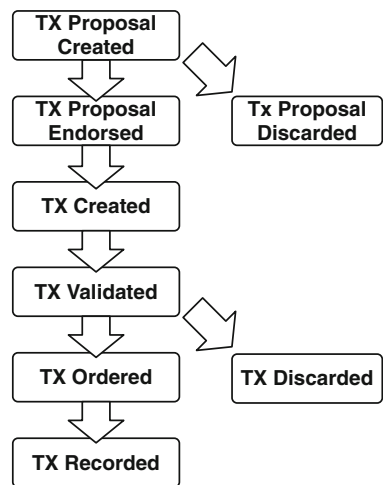 TX Proposal
Created
TX Proposal
Endorsed
Tx Proposal
Discarded
TX Created
TX Validated
TX Ordered
TX Discarded
TX Recorded